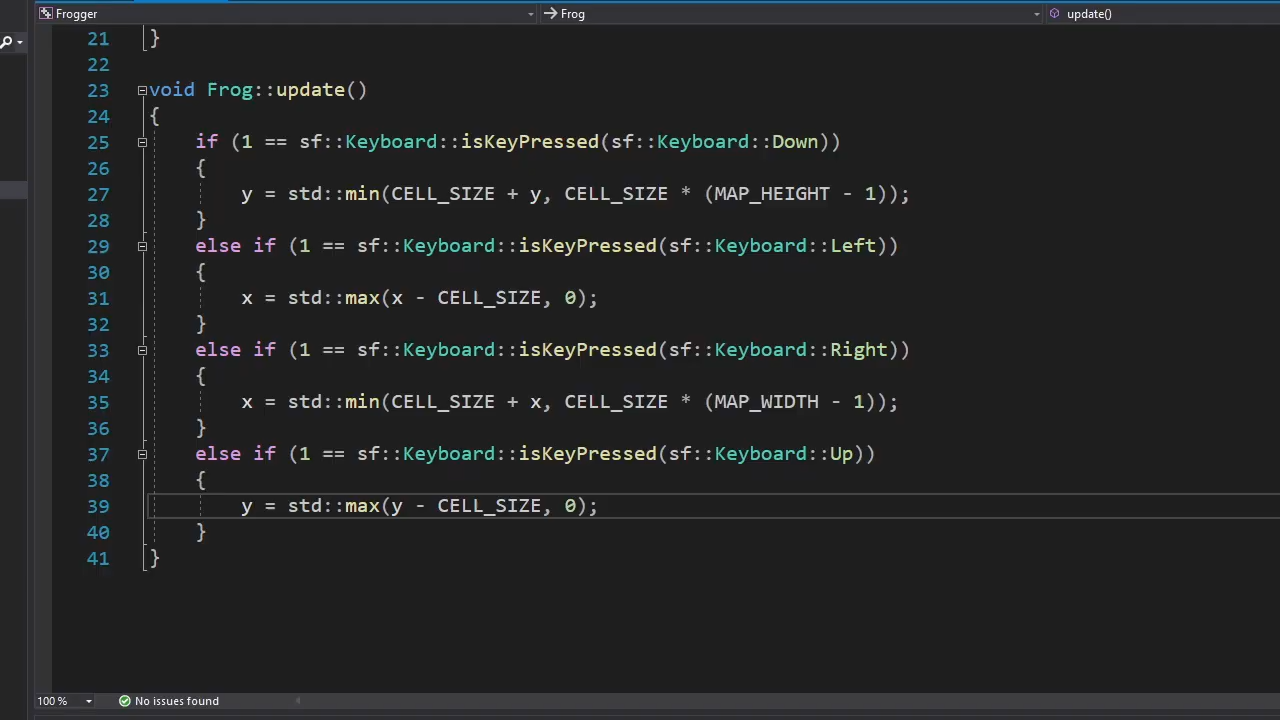 Frogger Frog update()
21 }
22
23 void Frog::update()
24 {
25 if (1 == sf::Keyboard::isKeyPressed(sf::Keyboard::Down))
26 {
27 y = std::min(CELL_SIZE + y, CELL_SIZE * (MAP_HEIGHT - 1));
28 }
29 else if (1 == sf::Keyboard::isKeyPressed(sf::Keyboard::Left))
30 {
31 x = std::max(x - CELL_SIZE, 0);
32 }
33 else if (1 == sf::Keyboard::isKeyPressed(sf::Keyboard::Right))
34 {
35 x = std::min(CELL_SIZE + x, CELL_SIZE * (MAP_WIDTH - 1));
36 }
37 else if (1 == sf::Keyboard::isKeyPressed(sf::Keyboard::Up))
38 {
39 y = std::max(y - CELL_SIZE, 0);
40 }
41 }
100 % No issues found